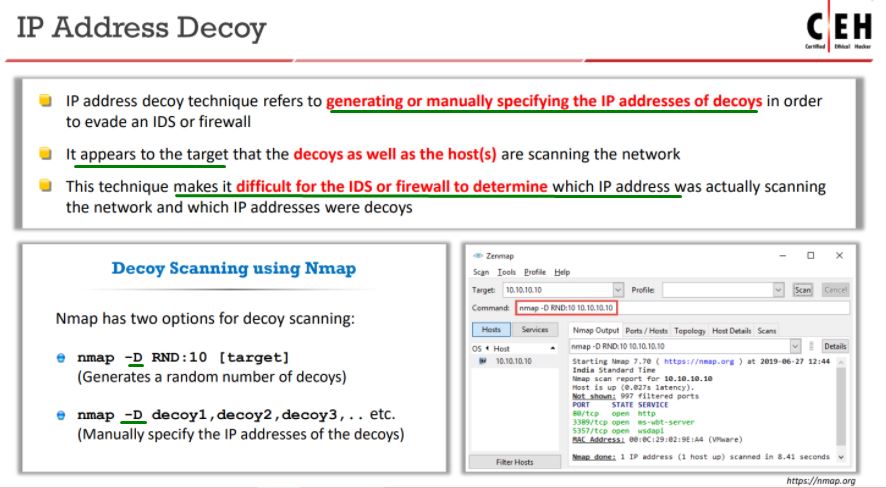 IP Address Decoy
C|EH
Certified Ethical Hacker
IP address decoy technique refers to generating or manually specifying the IP addresses of decoys in order
to evade an IDS or firewall
It appears to the target that the decoys as well as the host(s) are scanning the network
This technique makes it difficult for the IDS or firewall to determine which IP address was actually scanning
the network and which IP addresses were decoys
Decoy Scanning using Nmap
Nmap has two options for decoy scanning:
nmap -D RND:10 [target]
(Generates a random number of decoys)
nmap -D decoy1,decoy2,decoy3,.. etc.
(Manually specify the IP addresses of the decoys)
Zenmap
Scan Tools Profile Help
Target: 10.10.10.10 Profile: Scan Cancel
Command: nmap -D RND:10 10.10.10.10
Hosts Services Nmap Output Ports / Hosts Topology Host Details Scans
OS Host nmap -D RND:10 10.10.10.10 Details
10.10.10.10
Starting Nmap 7.70 ( https://nmap.org ) at 2019-06-27 12:44
India Standard Time
Nmap scan report for 10.10.10.10
Host is up (0.027s latency).
Not shown: 997 filtered ports
PORT STATE SERVICE
80/tcp open http
3389/tcp open ms-wbt-server
5357/tcp open wsdapi
MAC Address: 00:0C:29:02:9E:A4 (VMware)
Nmap done: 1 IP address (1 host up) scanned in 8.41 seconds
Filter Hosts
https://nmap.org